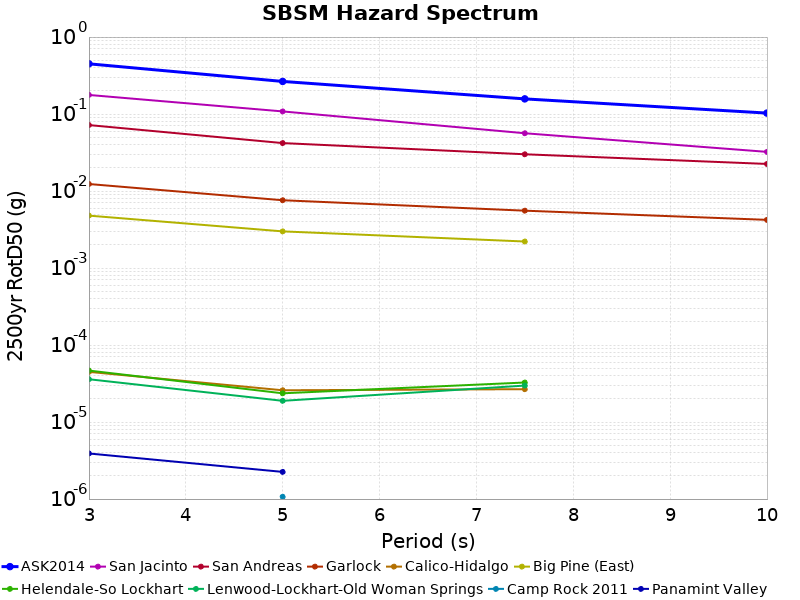 SBSM Hazard Spectrum
2500yr RotD50 (g)
10^0
10^-1
10^-2
10^-3
10^-4
10^-5
10^-6
3 4 5 6 7 8 9 10
Period (s)
ASK2014 San Jacinto San Andreas Garlock Calico-Hidalgo Big Pine (East)
Helendale-So Lockhart Lenwood-Lockhart-Old Woman Springs Camp Rock 2011 Panamint Valley